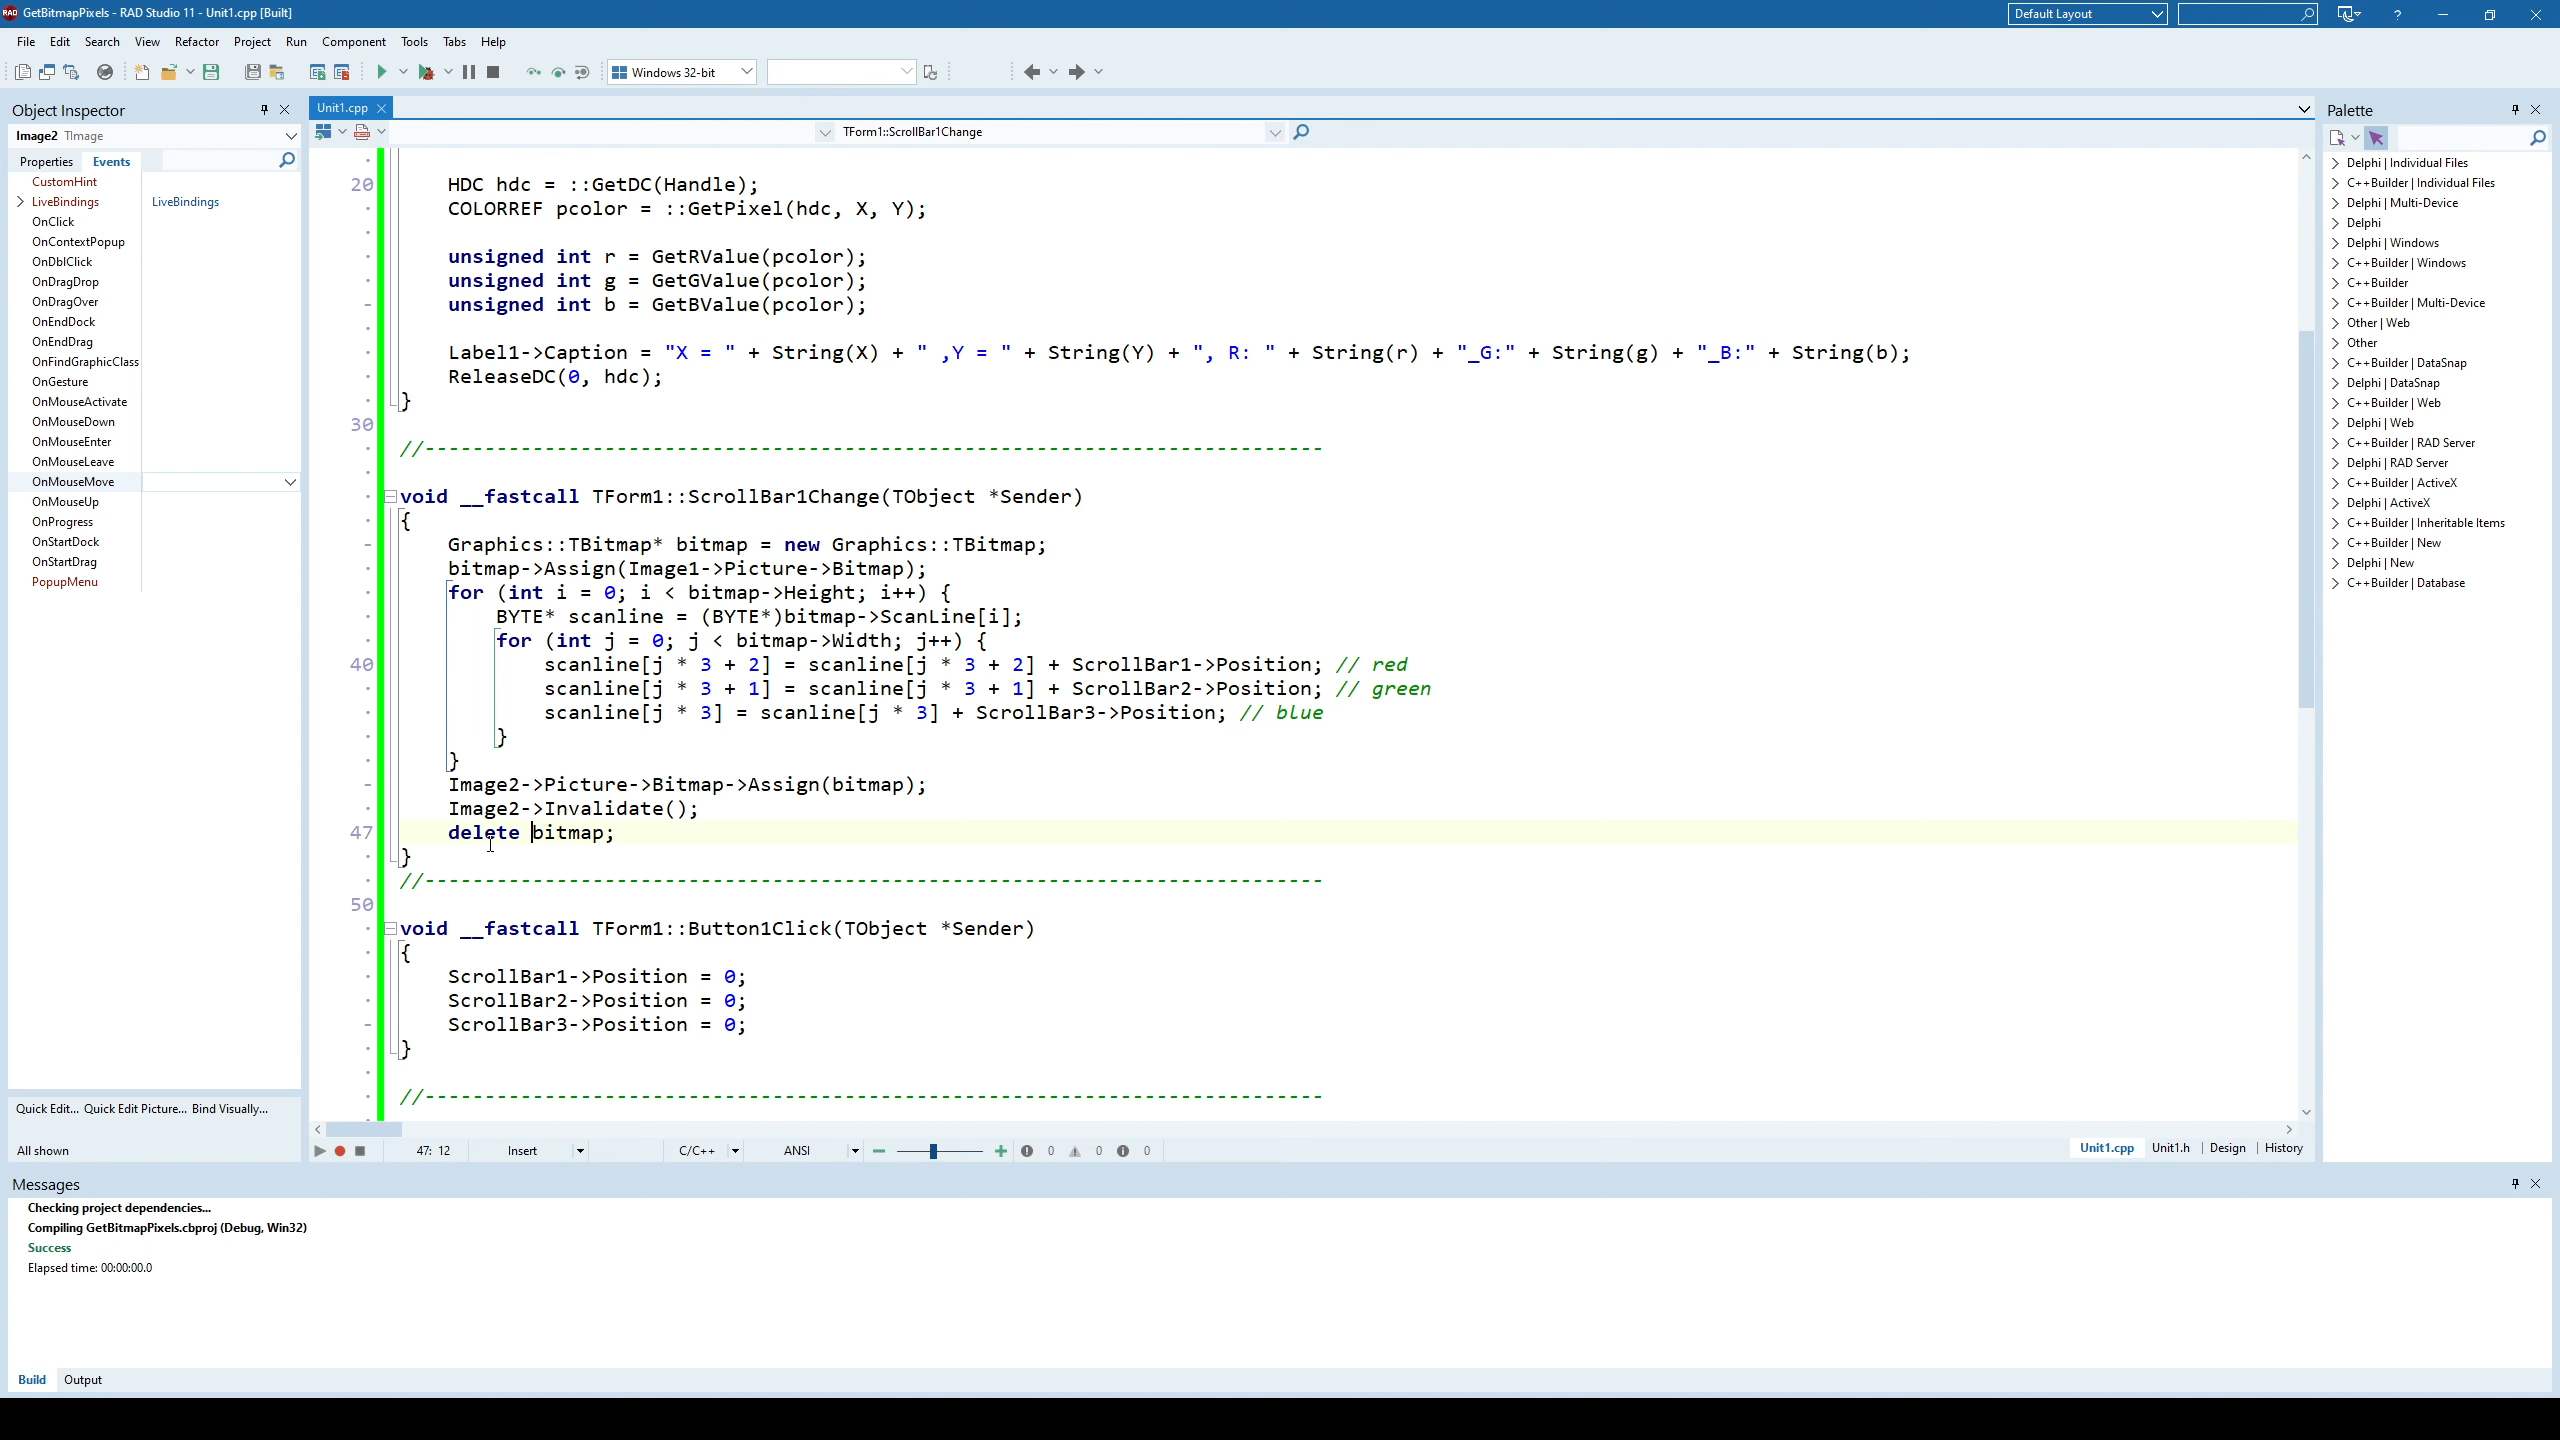 GetBitmapPixels - RAD Studio 11 - Unit1.cpp [Built]
Default Layout
?
File Edit Search View Refactor Project Run Component Tools Tabs Help
Windows 32-bit
Object Inspector
Image2 TImage
Properties Events
CustomHint
LiveBindings LiveBindings
OnClick
OnContextPopup
OnDblClick
OnDragDrop
OnDragOver
OnEndDock
OnEndDrag
OnFindGraphicClass
OnGesture
OnMouseActivate
OnMouseDown
OnMouseEnter
OnMouseLeave
OnMouseMove
OnMouseUp
OnProgress
OnStartDock
OnStartDrag
PopupMenu
Quick Edit... Quick Edit Picture... Bind Visually...
All shown
Unit1.cpp
TForm1::ScrollBar1Change
20 HDC hdc = ::GetDC(Handle);
COLORREF pcolor = ::GetPixel(hdc, X, Y);
unsigned int r = GetRValue(pcolor);
unsigned int g = GetGValue(pcolor);
unsigned int b = GetBValue(pcolor);
Label1->Caption = "X = " + String(X) + " ,Y = " + String(Y) + ", R: " + String(r) + "_G:" + String(g) + "_B:" + String(b);
ReleaseDC(0, hdc);
}
30
//---------------------------------------------------------------------------
void __fastcall TForm1::ScrollBar1Change(TObject *Sender)
{
Graphics::TBitmap* bitmap = new Graphics::TBitmap;
bitmap->Assign(Image1->Picture->Bitmap);
for (int i = 0; i < bitmap->Height; i++) {
BYTE* scanline = (BYTE*)bitmap->ScanLine[i];
for (int j = 0; j < bitmap->Width; j++) {
40 scanline[j * 3 + 2] = scanline[j * 3 + 2] + ScrollBar1->Position; // red
scanline[j * 3 + 1] = scanline[j * 3 + 1] + ScrollBar2->Position; // green
scanline[j * 3] = scanline[j * 3] + ScrollBar3->Position; // blue
}
}
Image2->Picture->Bitmap->Assign(bitmap);
Image2->Invalidate();
47 delete bitmap;
}
//---------------------------------------------------------------------------
50
void __fastcall TForm1::Button1Click(TObject *Sender)
{
ScrollBar1->Position = 0;
ScrollBar2->Position = 0;
ScrollBar3->Position = 0;
}
//---------------------------------------------------------------------------
47: 12 Insert C/C++ ANSI 0 0 0
Unit1.cpp Unit1.h Design History
Palette
Delphi | Individual Files
C++Builder | Individual Files
Delphi | Multi-Device
Delphi
Delphi | Windows
C++Builder | Windows
C++Builder
C++Builder | Multi-Device
Other | Web
Other
C++Builder | DataSnap
Delphi | DataSnap
C++Builder | Web
Delphi | Web
C++Builder | RAD Server
Delphi | RAD Server
C++Builder | ActiveX
Delphi | ActiveX
C++Builder | Inheritable Items
C++Builder | New
Delphi | New
C++Builder | Database
Messages
Checking project dependencies...
Compiling GetBitmapPixels.cbproj (Debug, Win32)
Success
Elapsed time: 00:00:00.0
Build Output